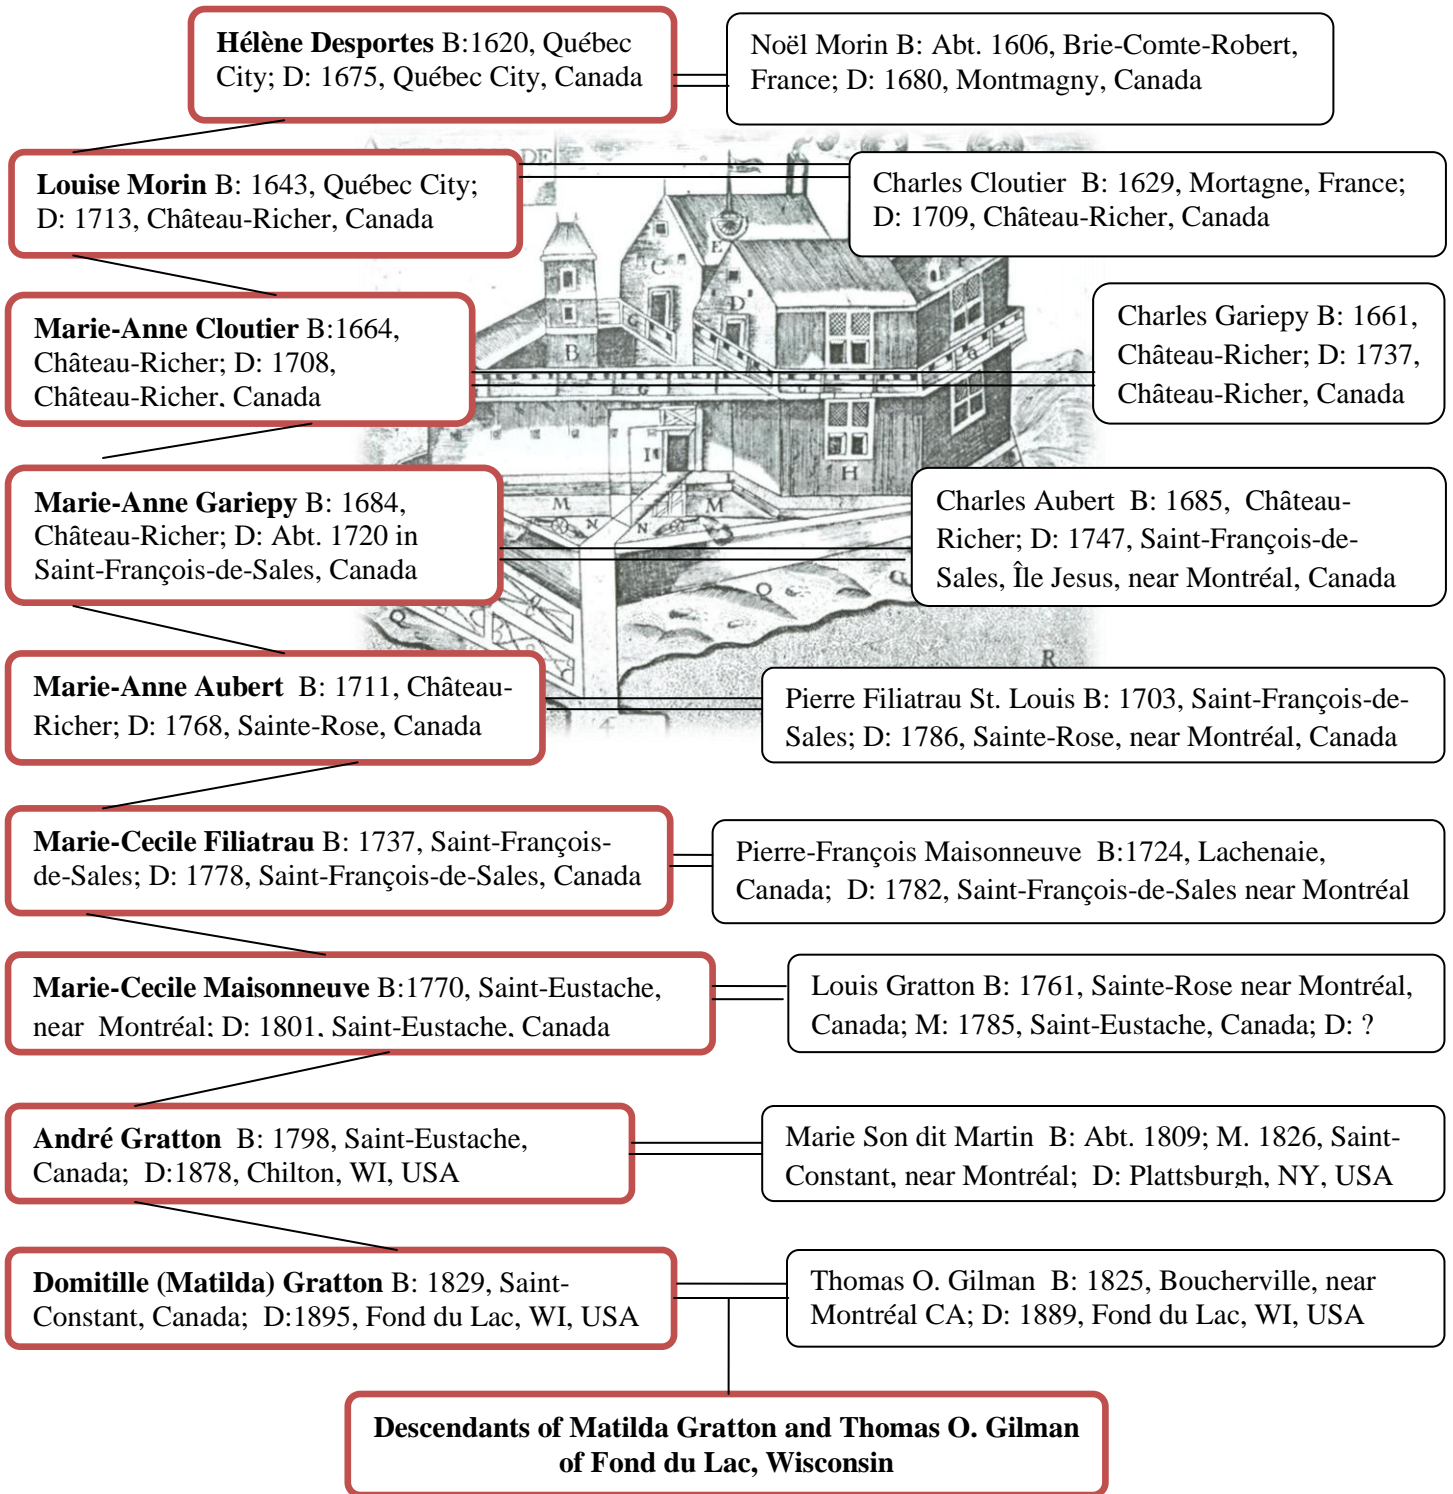 Hélène Desportes B:1620, Québec
City; D: 1675, Québec City, Canada
Noël Morin B: Abt. 1606, Brie-Comte-Robert,
France; D: 1680, Montmagny, Canada
Louise Morin B: 1643, Québec City;
D: 1713, Château-Richer, Canada
Charles Cloutier B: 1629, Mortagne, France;
D: 1709, Château-Richer, Canada
Marie-Anne Cloutier B:1664,
Château-Richer; D: 1708,
Château-Richer, Canada
Charles Gariepy B: 1661,
Château-Richer; D: 1737,
Château-Richer, Canada
Marie-Anne Gariepy B: 1684,
Château-Richer; D: Abt. 1720 in
Saint-François-de-Sales, Canada
Charles Aubert B: 1685, Château-
Richer; D: 1747, Saint-François-de-
Sales, Île Jesus, near Montréal, Canada
Marie-Anne Aubert B: 1711, Château-
Richer; D: 1768, Sainte-Rose, Canada
Pierre Filiatrau St. Louis B: 1703, Saint-François-de-
Sales; D: 1786, Sainte-Rose, near Montréal, Canada
Marie-Cecile Filiatrau B: 1737, Saint-François-
de-Sales; D: 1778, Saint-François-de-Sales, Canada
Pierre-François Maisonneuve B:1724, Lachenaie,
Canada; D: 1782, Saint-François-de-Sales near Montréal
Marie-Cecile Maisonneuve B:1770, Saint-Eustache,
near Montréal; D: 1801, Saint-Eustache, Canada
Louis Gratton B: 1761, Sainte-Rose near Montréal,
Canada; M: 1785, Saint-Eustache, Canada; D: ?
André Gratton B: 1798, Saint-Eustache,
Canada; D:1878, Chilton, WI, USA
Marie Son dit Martin B: Abt. 1809; M. 1826, Saint-
Constant, near Montréal; D: Plattsburgh, NY, USA
Domitille (Matilda) Gratton B: 1829, Saint-
Constant, Canada; D:1895, Fond du Lac, WI, USA
Thomas O. Gilman B: 1825, Boucherville, near
Montréal CA; D: 1889, Fond du Lac, WI, USA
Descendants of Matilda Gratton and Thomas O. Gilman
of Fond du Lac, Wisconsin
DE
E
C
D
B
G
G
I
H
M
M
N
N
Q
Q
R
4